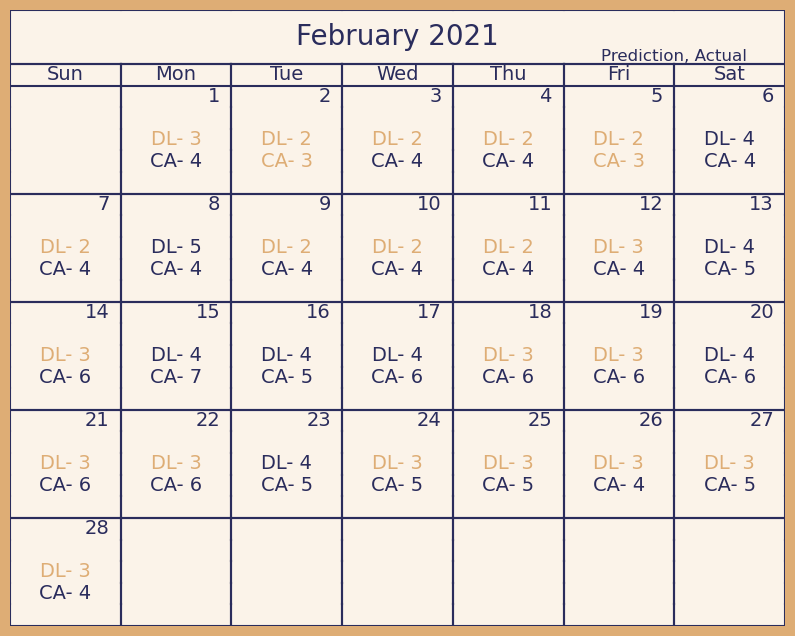 February 2021
Prediction, Actual
Sun Mon Tue Wed Thu Fri Sat
1 2 3 4 5 6
DL- 3 DL- 2 DL- 2 DL- 2 DL- 2 DL- 4
CA- 4 CA- 3 CA- 4 CA- 4 CA- 3 CA- 4
7 8 9 10 11 12 13
DL- 2 DL- 5 DL- 2 DL- 2 DL- 2 DL- 3 DL- 4
CA- 4 CA- 4 CA- 4 CA- 4 CA- 4 CA- 4 CA- 5
14 15 16 17 18 19 20
DL- 3 DL- 4 DL- 4 DL- 4 DL- 3 DL- 3 DL- 4
CA- 6 CA- 7 CA- 5 CA- 6 CA- 6 CA- 6 CA- 6
21 22 23 24 25 26 27
DL- 3 DL- 3 DL- 4 DL- 3 DL- 3 DL- 3 DL- 3
CA- 6 CA- 6 CA- 5 CA- 5 CA- 5 CA- 4 CA- 5
28
DL- 3
CA- 4